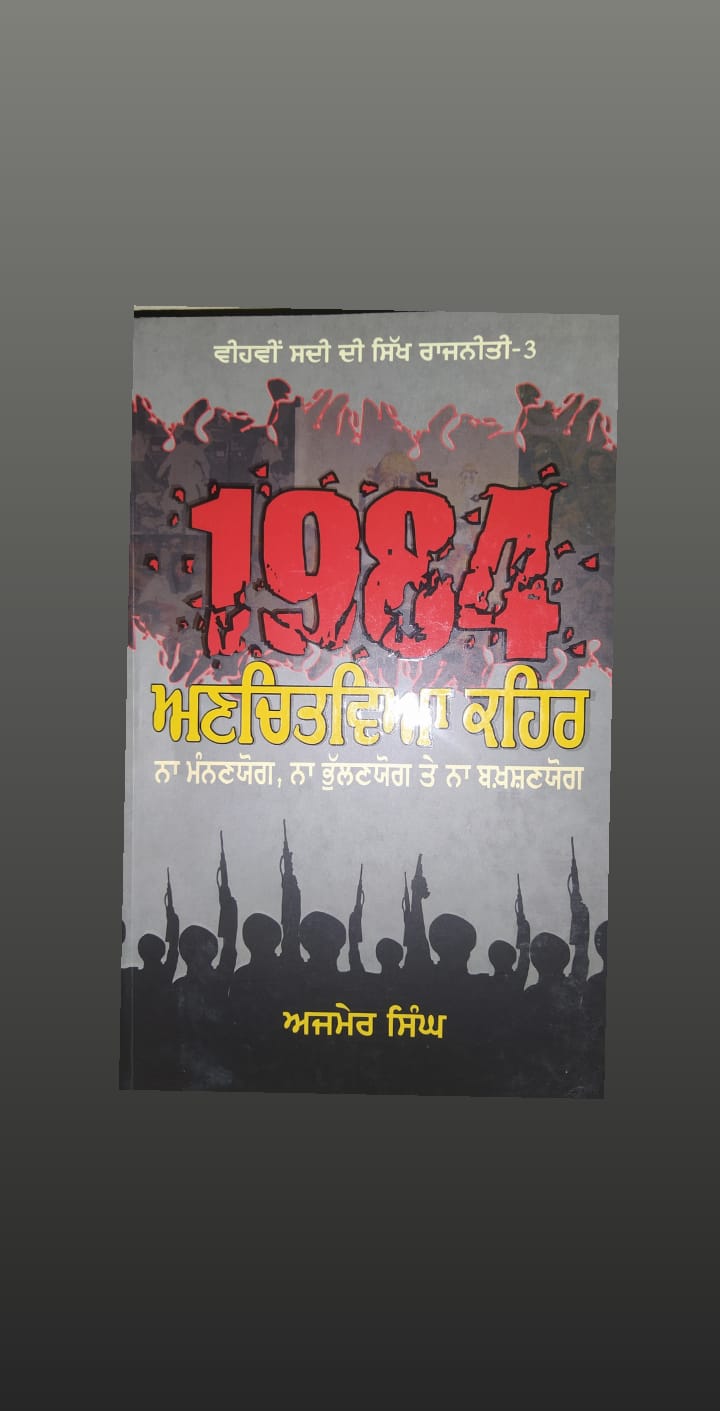 ਵੀਹਵੀਂ ਸਦੀ ਦੀ ਸਿੱਖ ਰਾਜਨੀਤੀ-3
1984
ਅਣਚਿਤਵਿਆ ਕਹਿਰ
ਨਾ ਮੰਨਣਯੋਗ, ਨਾ ਭੁੱਲਣਯੋਗ ਤੇ ਨਾ ਬਖ਼ਸ਼ਣਯੋਗ
ਅਜਮੇਰ ਸਿੰਘ